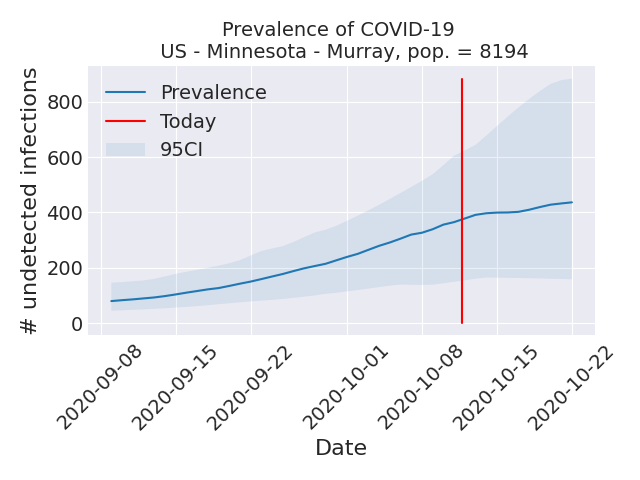 Prevalence of COVID-19
US - Minnesota - Murray, pop. = 8194
# undetected infections
800
600
400
200
0
Prevalence
Today
95CI
2020-09-08
2020-09-15
2020-09-22
2020-10-01
2020-10-08
2020-10-15
2020-10-22
Date